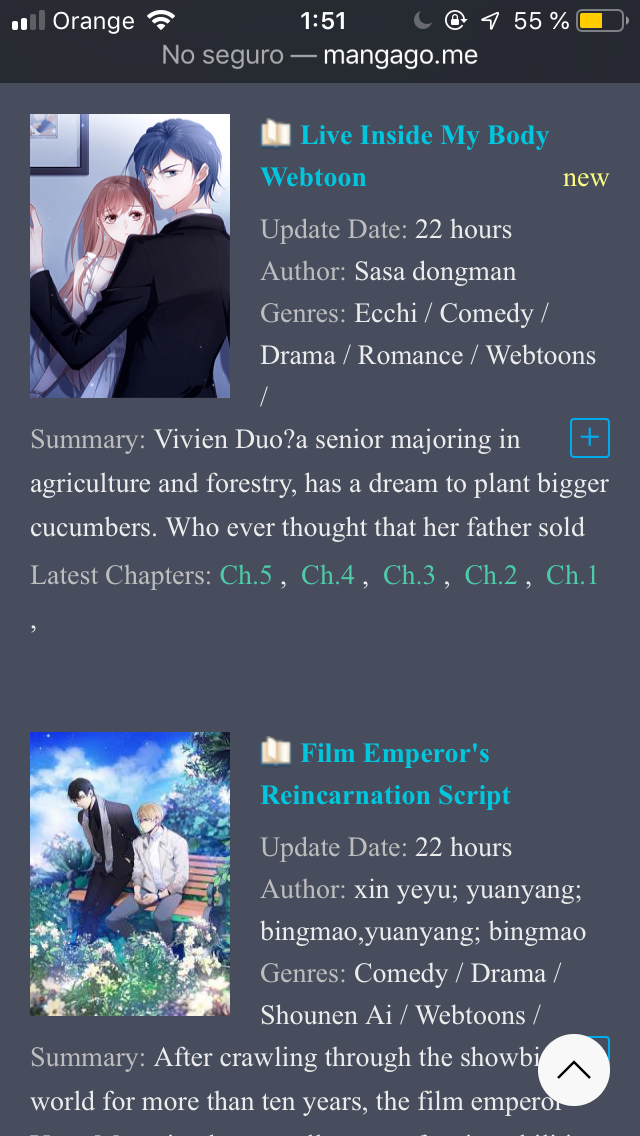 Orange 1:51 55 %
No seguro — mangago.me
Live Inside My Body
Webtoon new
Update Date: 22 hours
Author: Sasa dongman
Genres: Ecchi / Comedy /
Drama / Romance / Webtoons
/
Summary: Vivien Duo?a senior majoring in
agriculture and forestry, has a dream to plant bigger
cucumbers. Who ever thought that her father sold
Latest Chapters: Ch.5 , Ch.4 , Ch.3 , Ch.2 , Ch.1
,
Film Emperor's
Reincarnation Script
Update Date: 22 hours
Author: xin yeyu; yuanyang;
bingmao,yuanyang; bingmao
Genres: Comedy / Drama /
Shounen Ai / Webtoons /
Summary: After crawling through the showbi
world for more than ten years, the film emperor